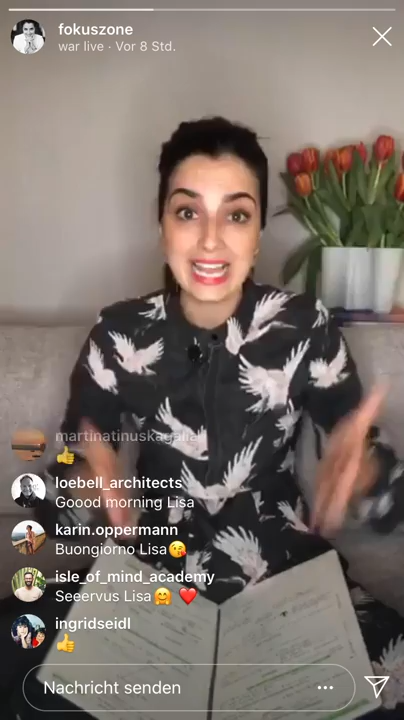 fokuszone
war live · Vor 8 Std.
martinatinuskagalla
👍
loebell_architects
Goood morning Lisa
karin.oppermann
Buongiorno Lisa😘
isle_of_mind_academy
Seeervus Lisa🤗 ❤️
ingridseidl
👍
Nachricht senden